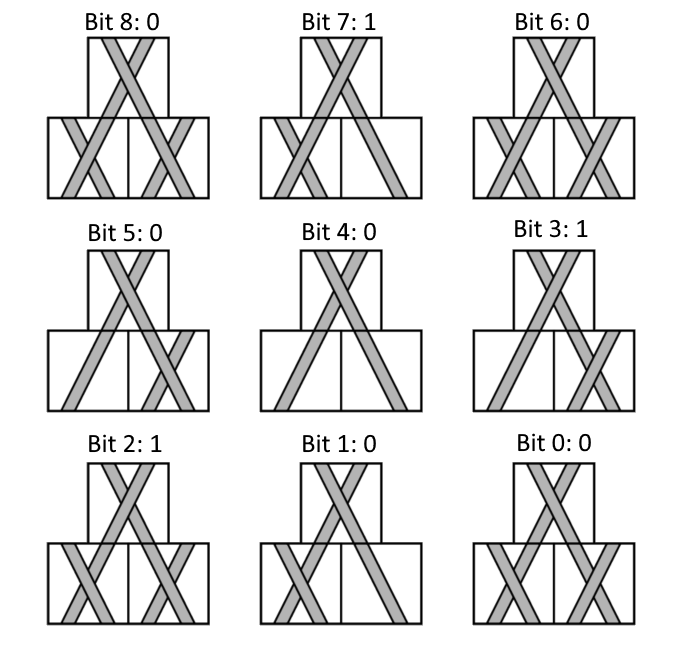 Bit 8: 0
Bit 7: 1
Bit 6: 0
Bit 5: 0
Bit 4: 0
Bit 3: 1
Bit 2: 1
Bit 1: 0
Bit 0: 0